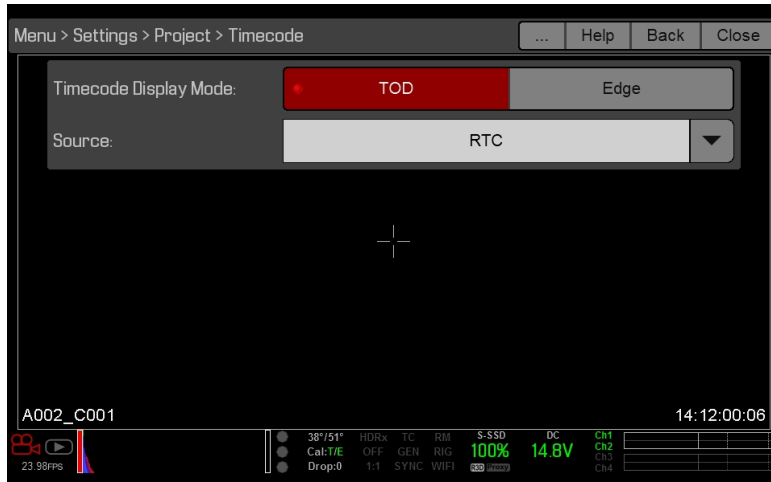 Menu > Settings > Project > Timecode ... Help Back Close
Timecode Display Mode: TOD Edge
Source: RTC
A002_C001 14:12:00:06
38°/51° HDRx TC RM S-SSD DC Ch1
Cal:T/E OFF GEN RIG 100% 14.8V Ch2
23.98FPS Drop:0 1:1 SYNC WIFI R3D Proxy Ch3
Ch4